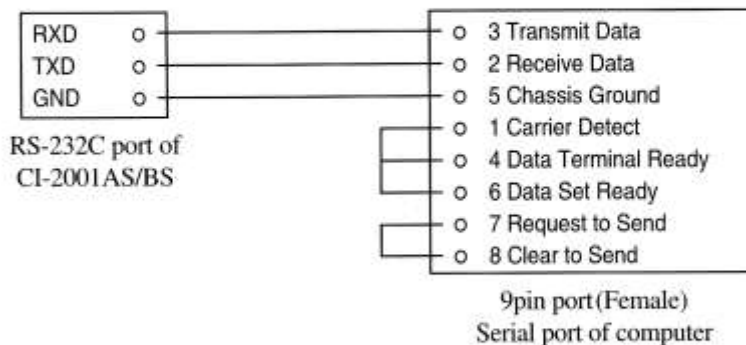 RXD
TXD
GND
RS-232C port of
CI-2001AS/BS
3 Transmit Data
2 Receive Data
5 Chassis Ground
1 Carrier Detect
4 Data Terminal Ready
6 Data Set Ready
7 Request to Send
8 Clear to Send
9pin port(Female)
Serial port of computer